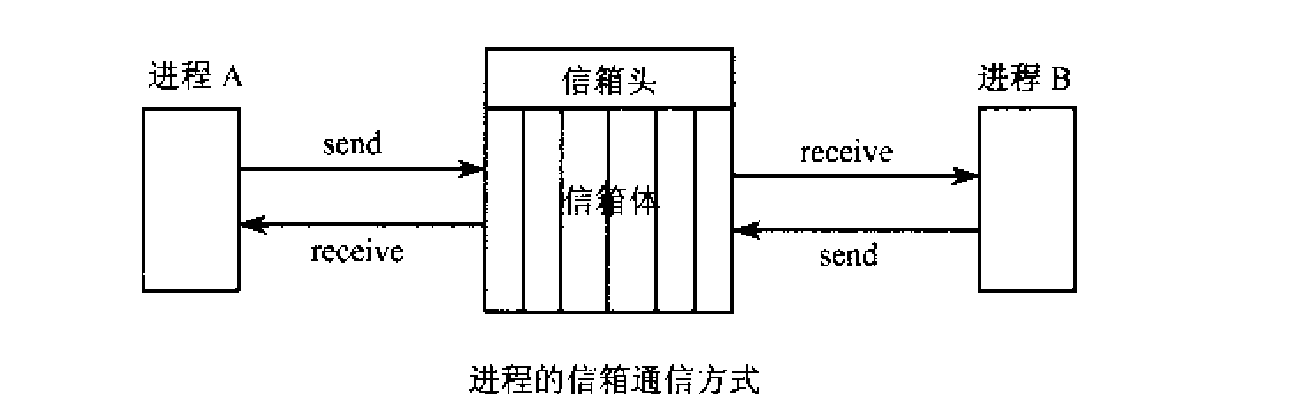 进程 A
信箱头
进程 B
send
receive
信箱体
receive
send
进程的信箱通信方式